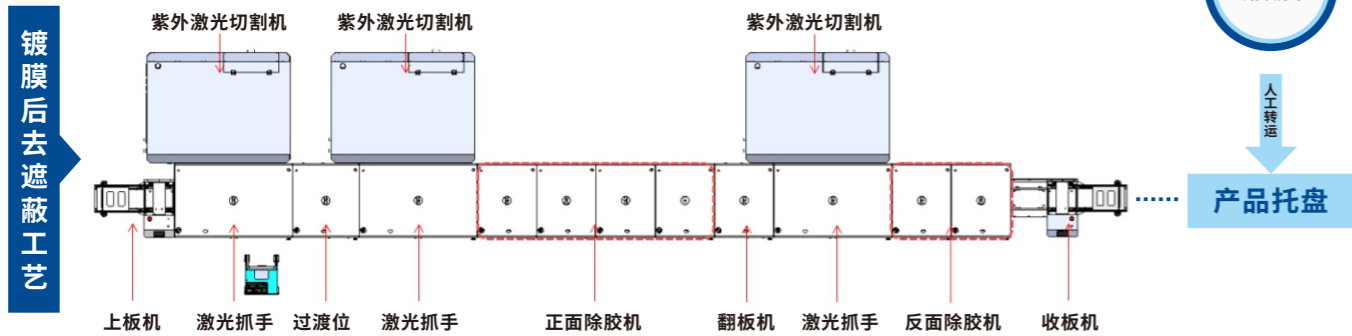 镀膜后去遮蔽工艺
紫外激光切割机
紫外激光切割机
紫外激光切割机
人工转运
产品托盘
上板机
激光抓手
过渡位
激光抓手
正面除胶机
翻板机
激光抓手
反面除胶机
收板机